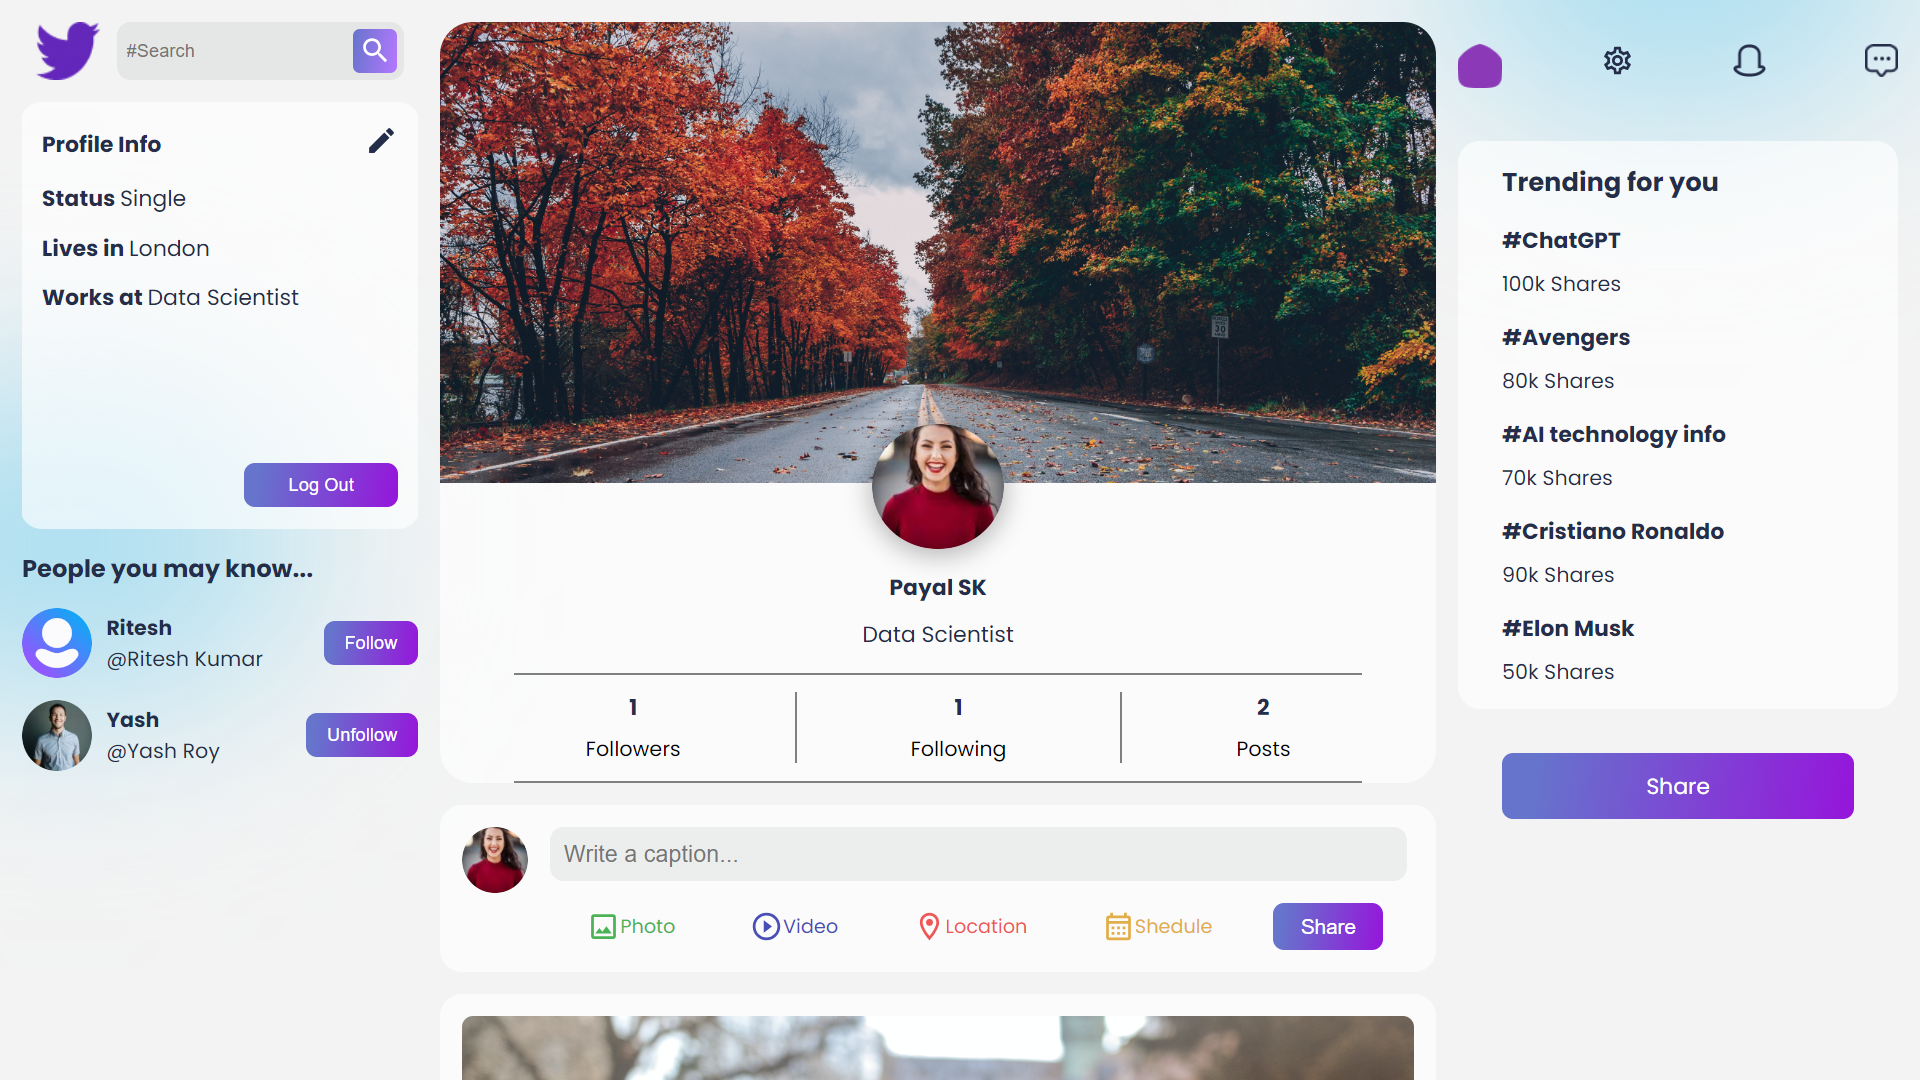 #Search
Profile Info
Status Single
Lives in London
Works at Data Scientist
Log Out
People you may know...
Ritesh
@Ritesh Kumar
Follow
Yash
@Yash Roy
Unfollow
Payal SK
Data Scientist
1
Followers
1
Following
2
Posts
Write a caption...
Photo
Video
Location
Shedule
Share
Trending for you
#ChatGPT
100k Shares
#Avengers
80k Shares
#AI technology info
70k Shares
#Cristiano Ronaldo
90k Shares
#Elon Musk
50k Shares
Share